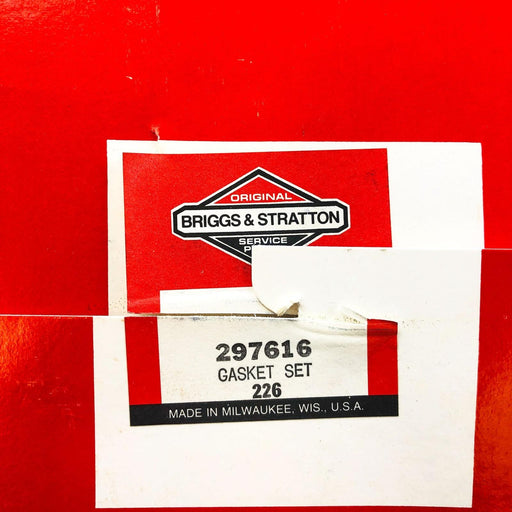 ORIGINAL
BRIGGS & STRATTON
SERVICE
297616
GASKET SET
226
MADE IN MILWAUKEE, WIS., U.S.A.